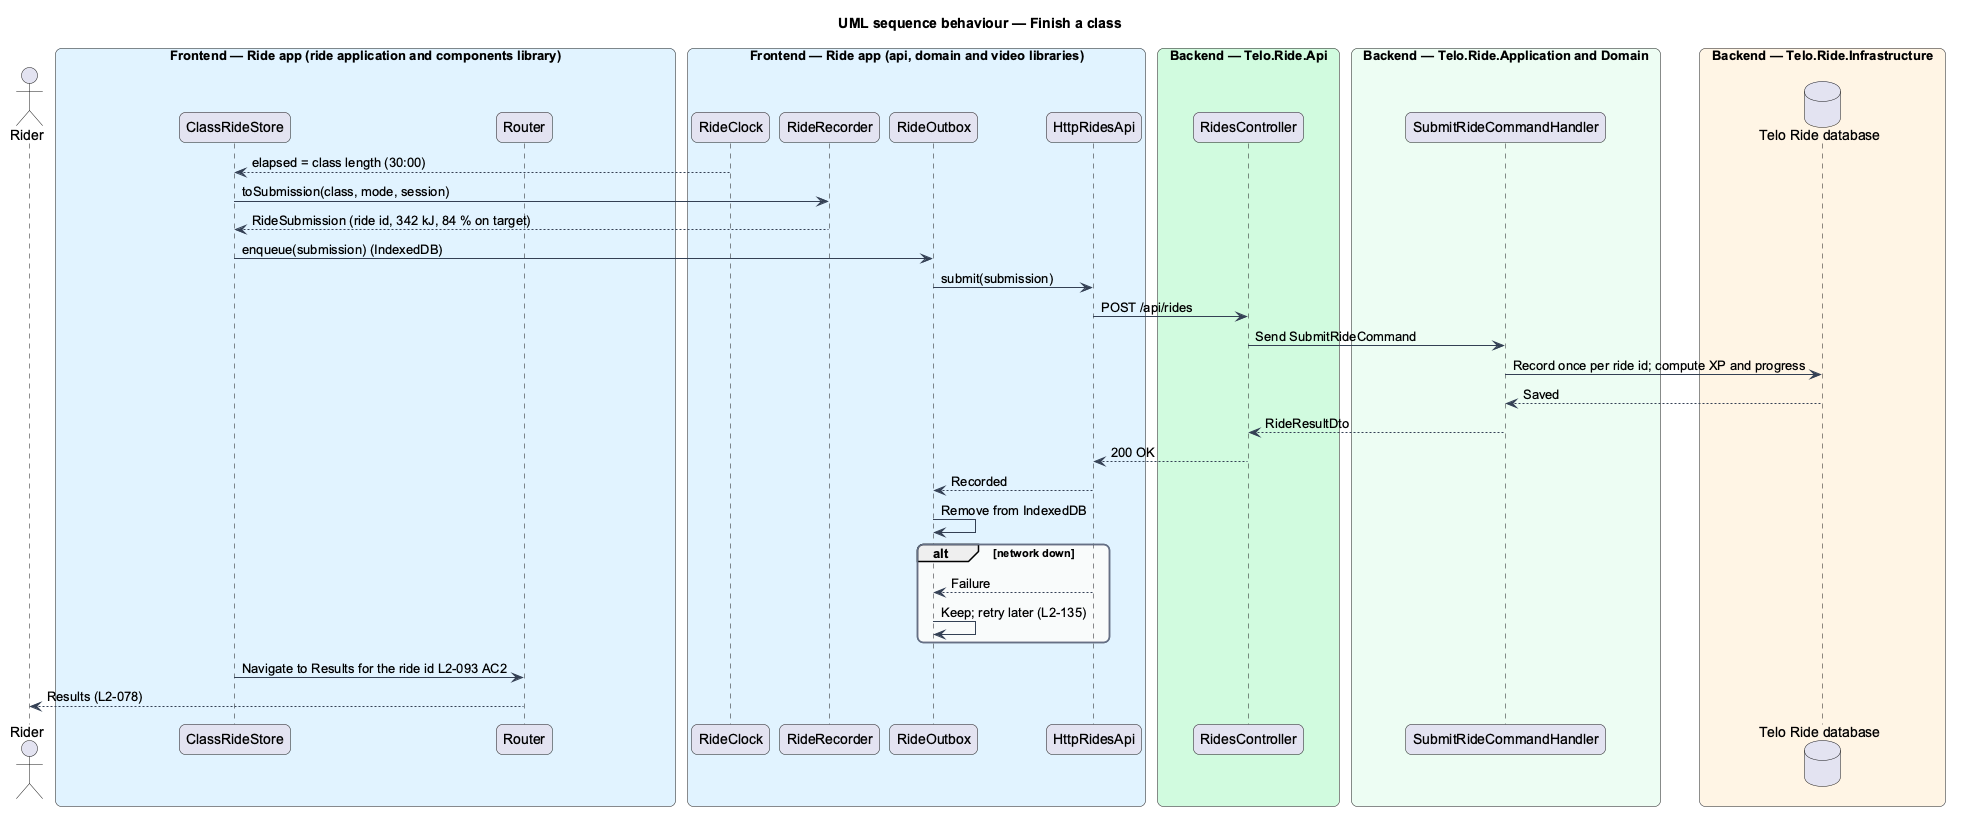 UML sequence behaviour — Finish a class
Frontend — Ride app (ride application and components library)
Frontend — Ride app (api, domain and video libraries)
Backend — Telo.Ride.Api
Backend — Telo.Ride.Application and Domain
Backend — Telo.Ride.Infrastructure
Rider
ClassRideStore
Router
RideClock
RideRecorder
RideOutbox
HttpRidesApi
RidesController
SubmitRideCommandHandler
Telo Ride database
elapsed = class length (30:00)
toSubmission(class, mode, session)
RideSubmission (ride id, 342 kJ, 84 % on target)
enqueue(submission) (IndexedDB)
submit(submission)
POST /api/rides
Send SubmitRideCommand
Record once per ride id; compute XP and progress
Saved
RideResultDto
200 OK
Recorded
Remove from IndexedDB
alt
[network down]
Failure
Keep; retry later (L2-135)
Navigate to Results for the ride id L2-093 AC2
Results (L2-078)
Rider
ClassRideStore
Router
RideClock
RideRecorder
RideOutbox
HttpRidesApi
RidesController
SubmitRideCommandHandler
Telo Ride database